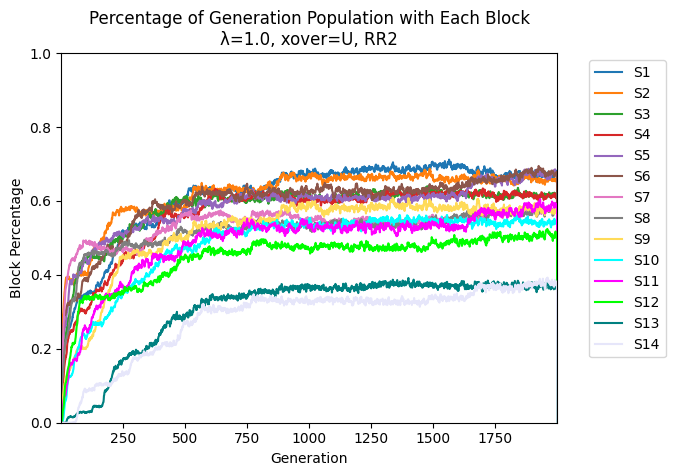 Percentage of Generation Population with Each Block
λ=1.0, xover=U, RR2
1.0
0.8
0.6
0.4
0.2
0.0
Block Percentage
250 500 750 1000 1250 1500 1750
Generation
S1
S2
S3
S4
S5
S6
S7
S8
S9
S10
S11
S12
S13
S14